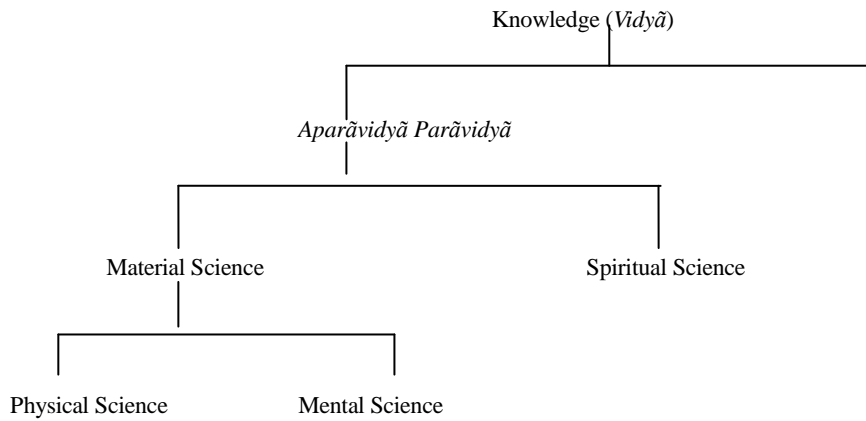 Knowledge (Vidyã)
Aparãvidyã Parãvidyã
Material Science
Spiritual Science
Physical Science
Mental Science